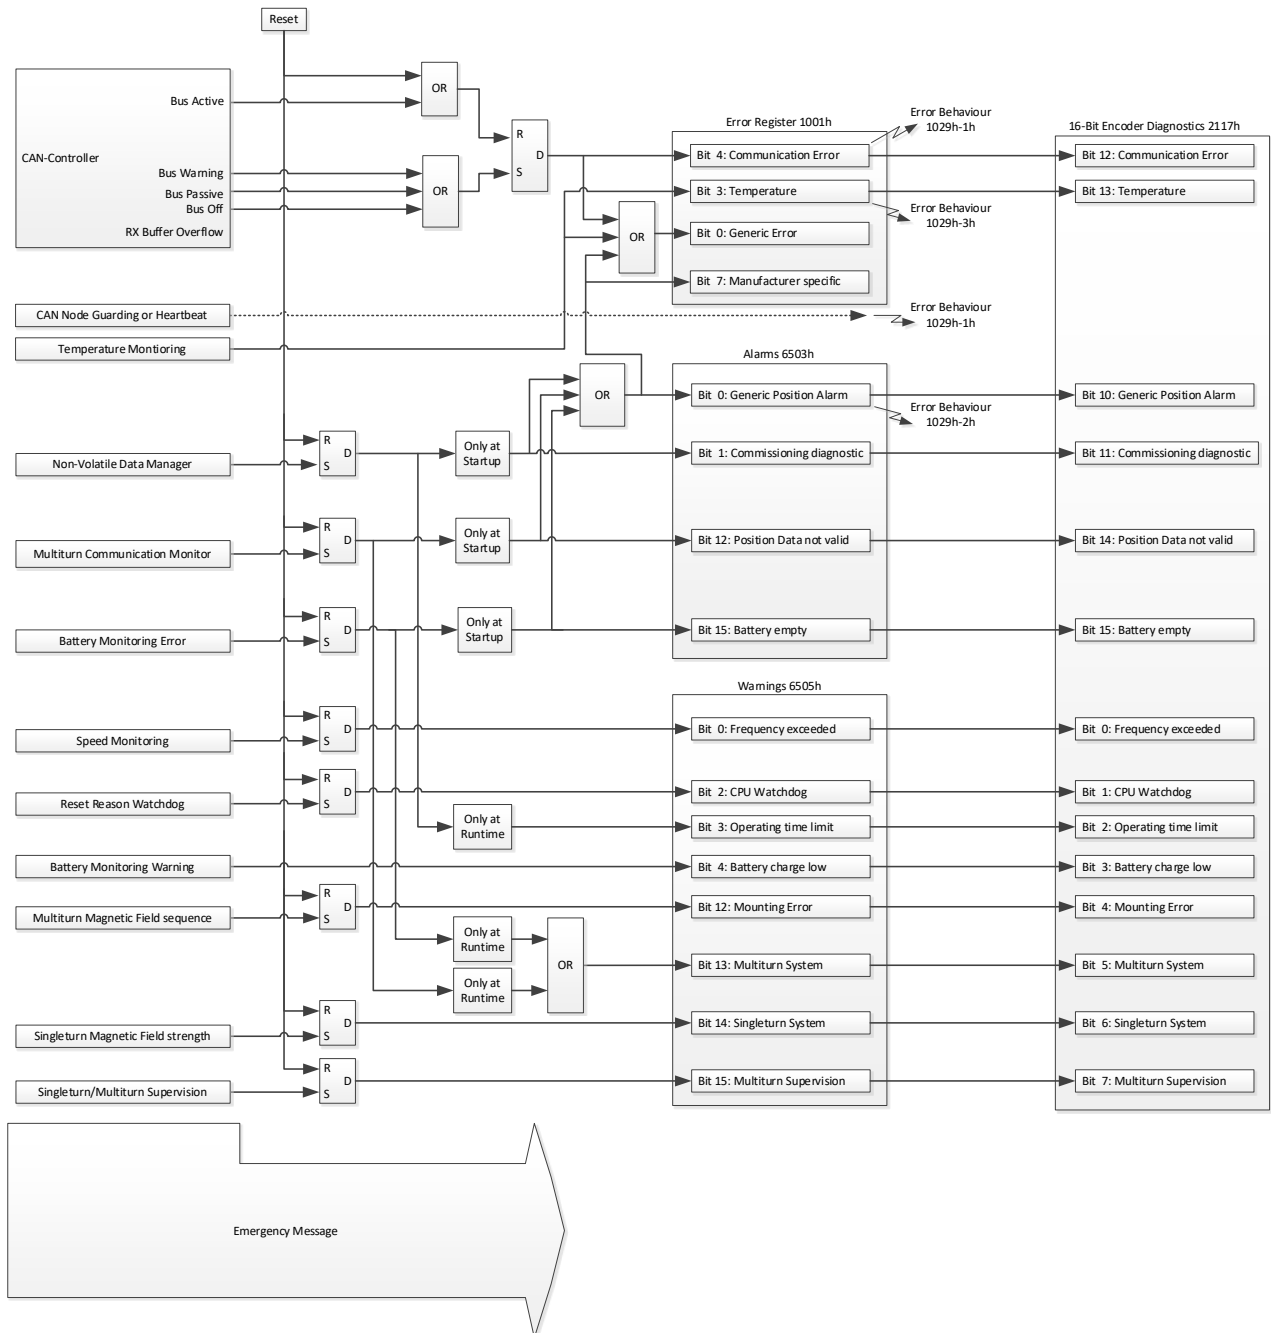 Reset
OR
Bus Active
Error Behaviour
1029h-1h
Error Register 1001h
16-Bit Encoder Diagnostics 2117h
R
D
S
CAN-Controller
Bit 4: Communication Error
Bit 12: Communication Error
Bus Warning
Bus Passive
Bus Off
RX Buffer Overflow
OR
Bit 3: Temperature
Bit 13: Temperature
Error Behaviour
1029h-3h
OR
Bit 0: Generic Error
Bit 7: Manufacturer specific
CAN Node Guarding or Heartbeat
Error Behaviour
1029h-1h
Temperature Montioring
Alarms 6503h
OR
Bit 0: Generic Position Alarm
Bit 10: Generic Position Alarm
Error Behaviour
1029h-2h
R
D
S
Non-Volatile Data Manager
Only at
Startup
Bit 1: Commissioning diagnostic
Bit 11: Commissioning diagnostic
R
D
S
Multiturn Communication Monitor
Only at
Startup
Bit 12: Position Data not valid
Bit 14: Position Data not valid
R
D
S
Battery Monitoring Error
Only at
Startup
Bit 15: Battery empty
Bit 15: Battery empty
Warnings 6505h
R
D
S
Speed Monitoring
Bit 0: Frequency exceeded
Bit 0: Frequency exceeded
R
D
S
Reset Reason Watchdog
Bit 2: CPU Watchdog
Bit 1: CPU Watchdog
Only at
Runtime
Bit 3: Operating time limit
Bit 2: Operating time limit
Battery Monitoring Warning
Bit 4: Battery charge low
Bit 3: Battery charge low
R
D
S
Multiturn Magnetic Field sequence
Bit 12: Mounting Error
Bit 4: Mounting Error
Only at
Runtime
OR
Bit 13: Multiturn System
Bit 5: Multiturn System
Only at
Runtime
R
D
S
Singleturn Magnetic Field strength
Bit 14: Singleturn System
Bit 6: Singleturn System
R
D
S
Singleturn/Multiturn Supervision
Bit 15: Multiturn Supervision
Bit 7: Multiturn Supervision
Emergency Message